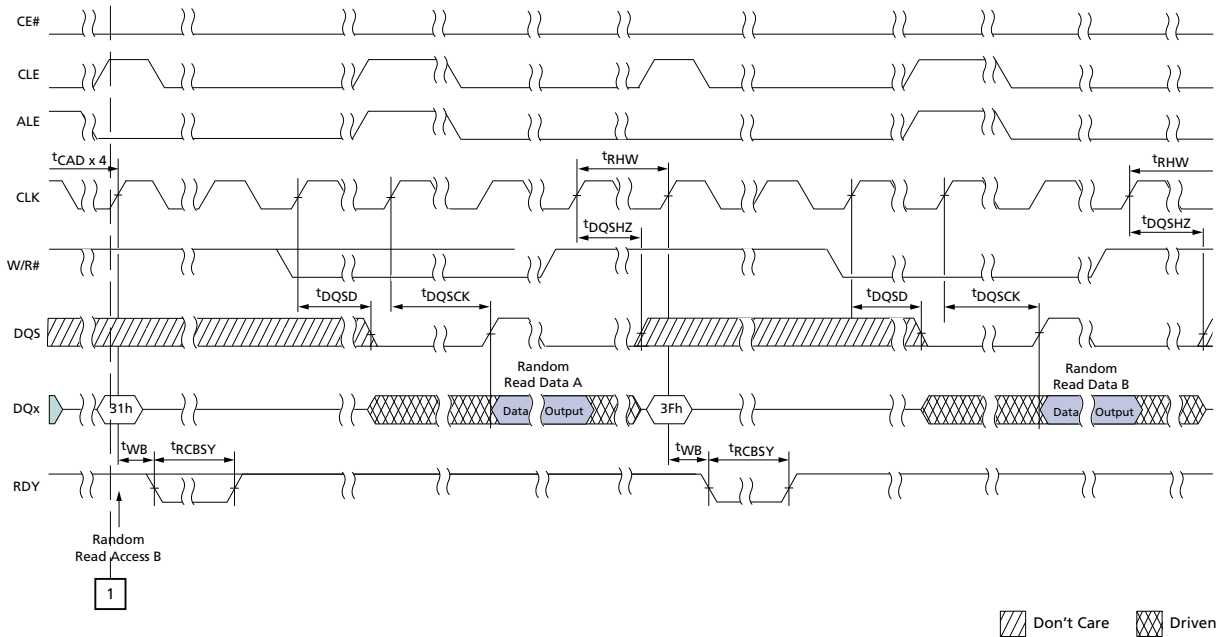 CE#
CLE
ALE
tCAD x 4
tRHW
tRHW
CLK
tDQSHZ
tDQSHZ
W/R#
tDQSD
tDQSCK
tDQSD
tDQSCK
DQS
Random
Read Data A
Random
Read Data B
DQx
31h
Data Output
3Fh
Data Output
tWB
tRCBSY
tWB
tRCBSY
RDY
Random
Read Access B
1
Don't Care
Driven